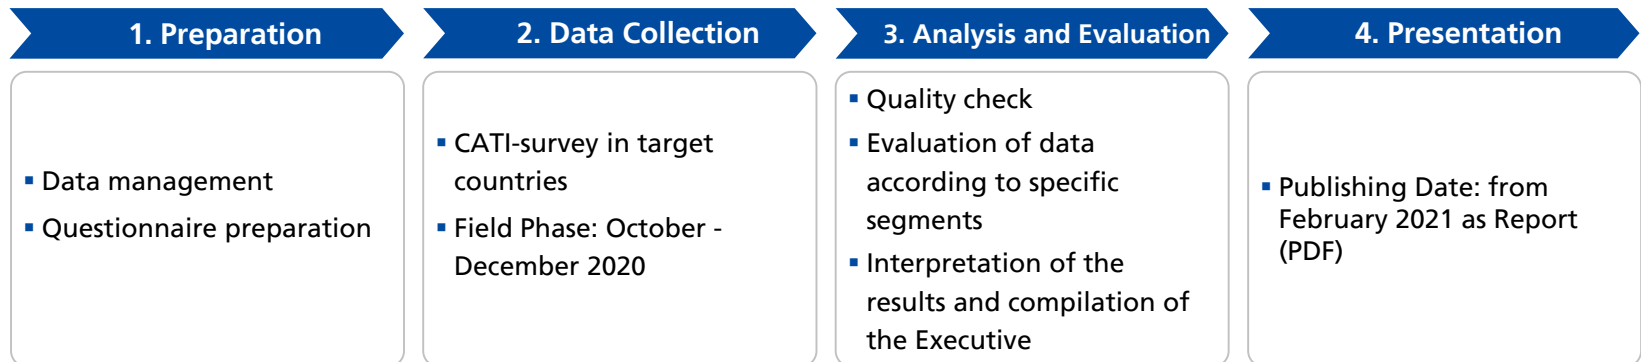 1. Preparation
Data management
Questionnaire preparation
2. Data Collection
CATI-survey in target
countries
Field Phase: October -
December 2020
3. Analysis and Evaluation
Quality check
Evaluation of data
according to specific
segments
Interpretation of the
results and compilation of
the Executive
4. Presentation
Publishing Date: from
February 2021 as Report
(PDF)